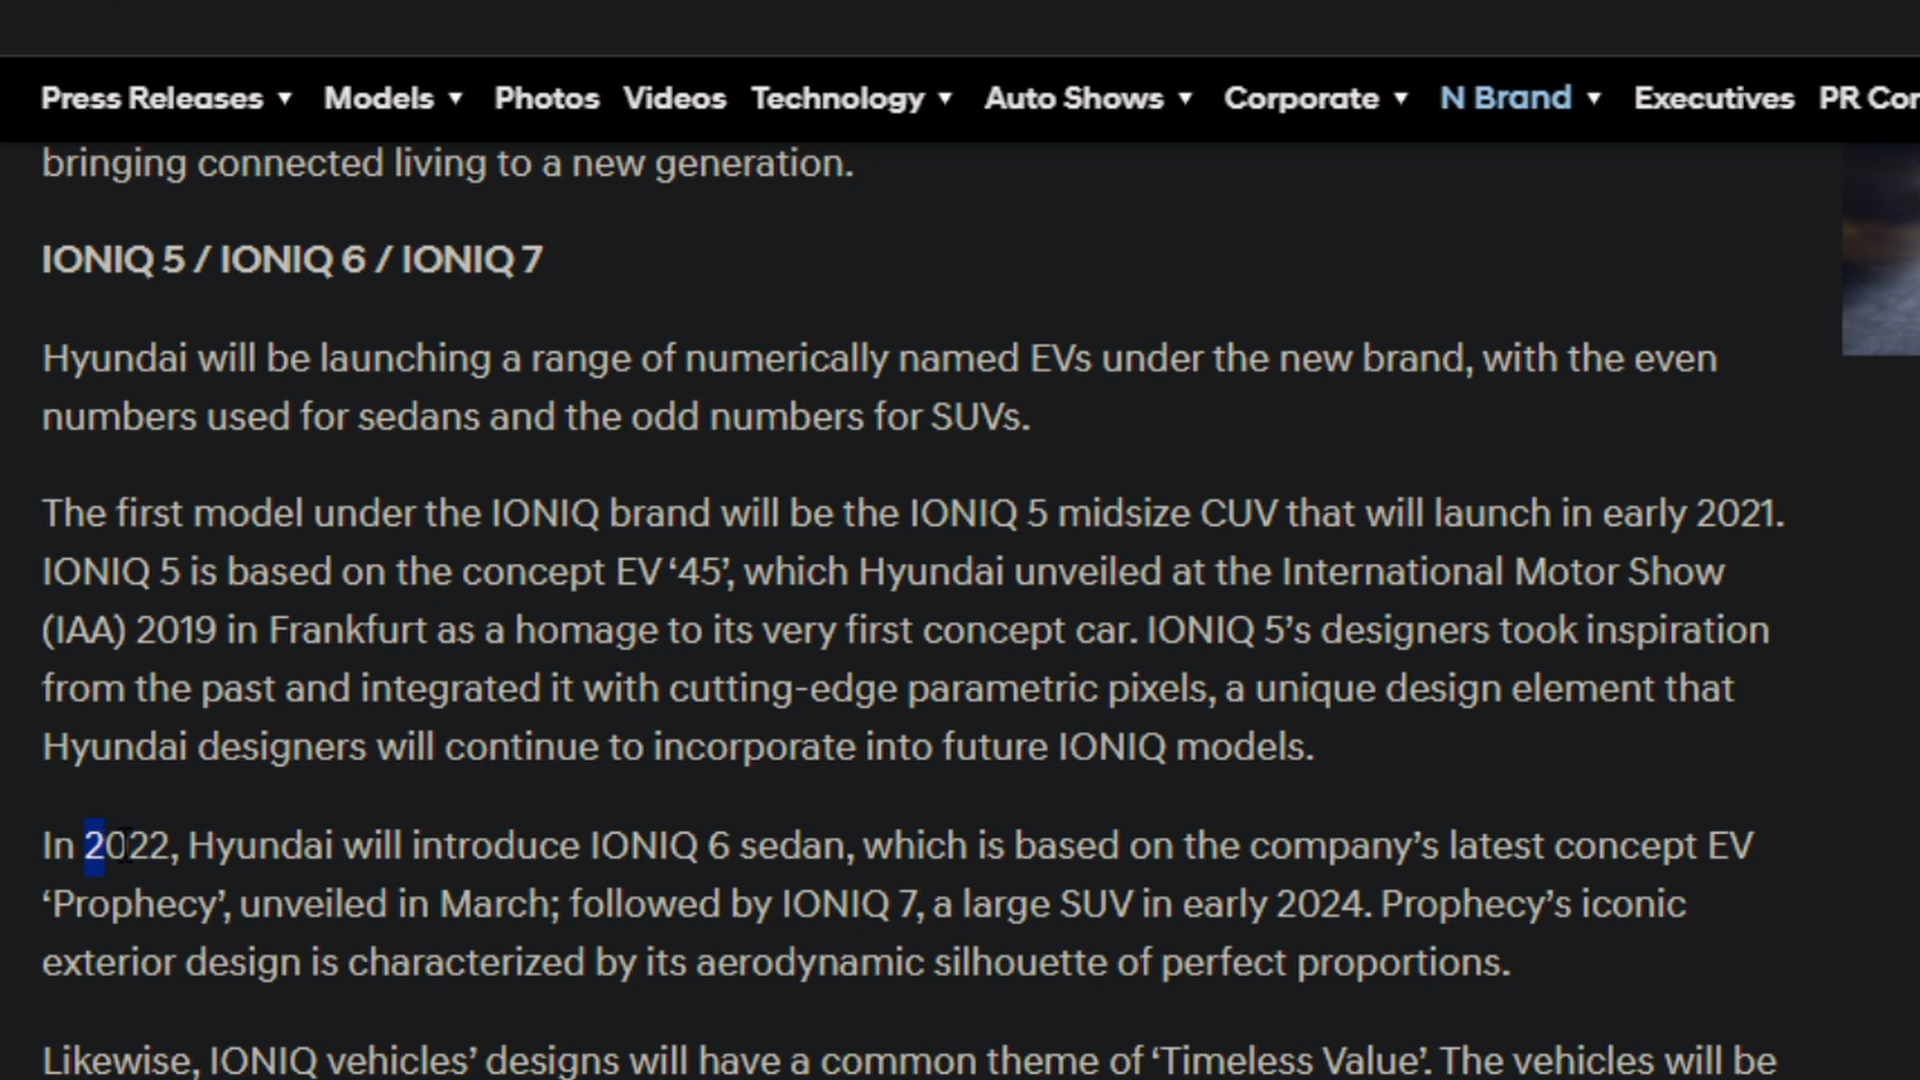 Press Releases ▼ Models ▼ Photos Videos Technology ▼ Auto Shows ▼ Corporate ▼ N Brand ▼ Executives PR Con
bringing connected living to a new generation.
IONIQ 5 / IONIQ 6 / IONIQ 7
Hyundai will be launching a range of numerically named EVs under the new brand, with the even
numbers used for sedans and the odd numbers for SUVs.
The first model under the IONIQ brand will be the IONIQ 5 midsize CUV that will launch in early 2021.
IONIQ 5 is based on the concept EV ‘45’, which Hyundai unveiled at the International Motor Show
(IAA) 2019 in Frankfurt as a homage to its very first concept car. IONIQ 5’s designers took inspiration
from the past and integrated it with cutting-edge parametric pixels, a unique design element that
Hyundai designers will continue to incorporate into future IONIQ models.
In 2022, Hyundai will introduce IONIQ 6 sedan, which is based on the company’s latest concept EV
‘Prophecy’, unveiled in March; followed by IONIQ 7, a large SUV in early 2024. Prophecy’s iconic
exterior design is characterized by its aerodynamic silhouette of perfect proportions.
Likewise, IONIQ vehicles’ designs will have a common theme of ‘Timeless Value’. The vehicles will be